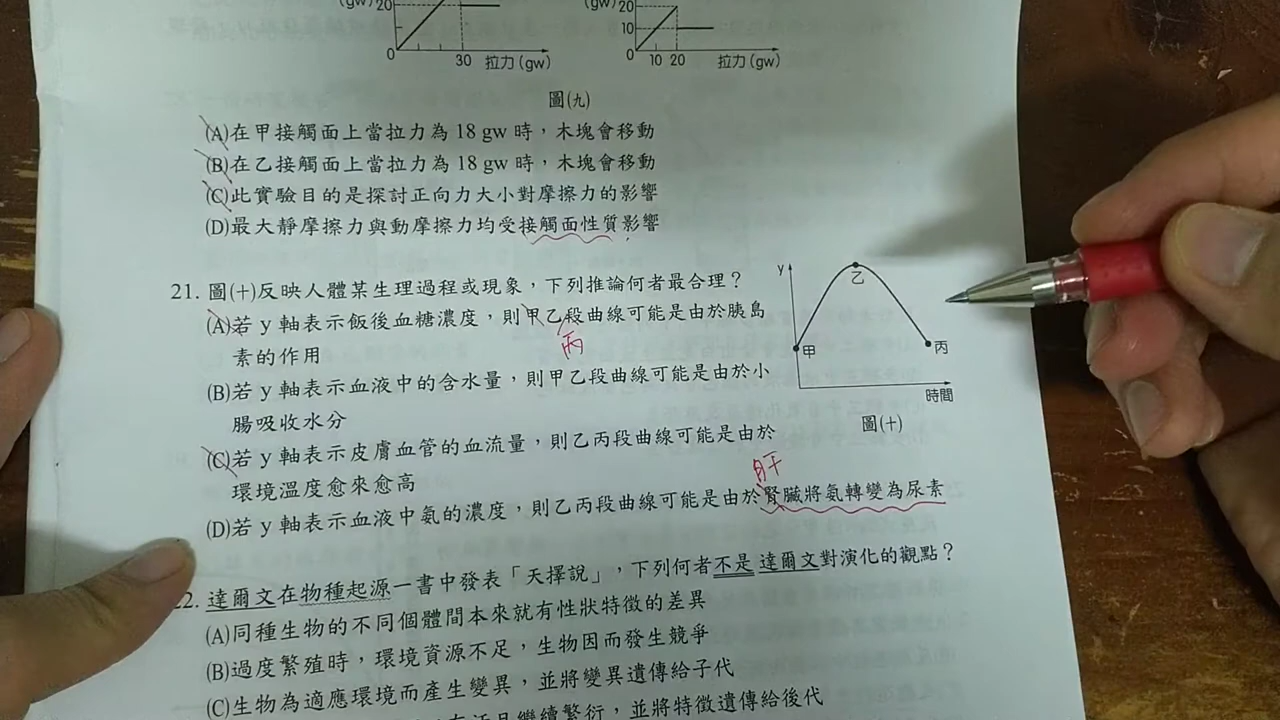 (gw) 20
0 30 拉力(gw)
(gw) 20
10
0 10 20 拉力(gw)
圖(九)
(A)在甲接觸面上當拉力為 18 gw 時，木塊會移動
(B)在乙接觸面上當拉力為 18 gw 時，木塊會移動
(C)此實驗目的是探討正向力大小對摩擦力的影響
(D)最大靜摩擦力與動摩擦力均受接觸面性質影響
21. 圖(十)反映人體某生理過程或現象，下列推論何者最合理？
(A)若 y 軸表示飯後血糖濃度，則甲乙段曲線可能是由於胰島
丙
素的作用
(B)若 y 軸表示血液中的含水量，則甲乙段曲線可能是由於小
腸吸收水分
(C)若 y 軸表示皮膚血管的血流量，則乙丙段曲線可能是由於
環境溫度愈來愈高
肝
(D)若 y 軸表示血液中氨的濃度，則乙丙段曲線可能是由於腎臟將氨轉變為尿素
y
乙
甲
丙
時間
圖(十)
22. 達爾文在物種起源一書中發表「天擇說」，下列何者不是達爾文對演化的觀點？
(A)同種生物的不同個體間本來就有性狀特徵的差異
(B)過度繁殖時，環境資源不足，生物因而發生競爭
(C)生物為適應環境而產生變異，並將變異遺傳給子代
繼續繁衍，並將特徵遺傳給後代